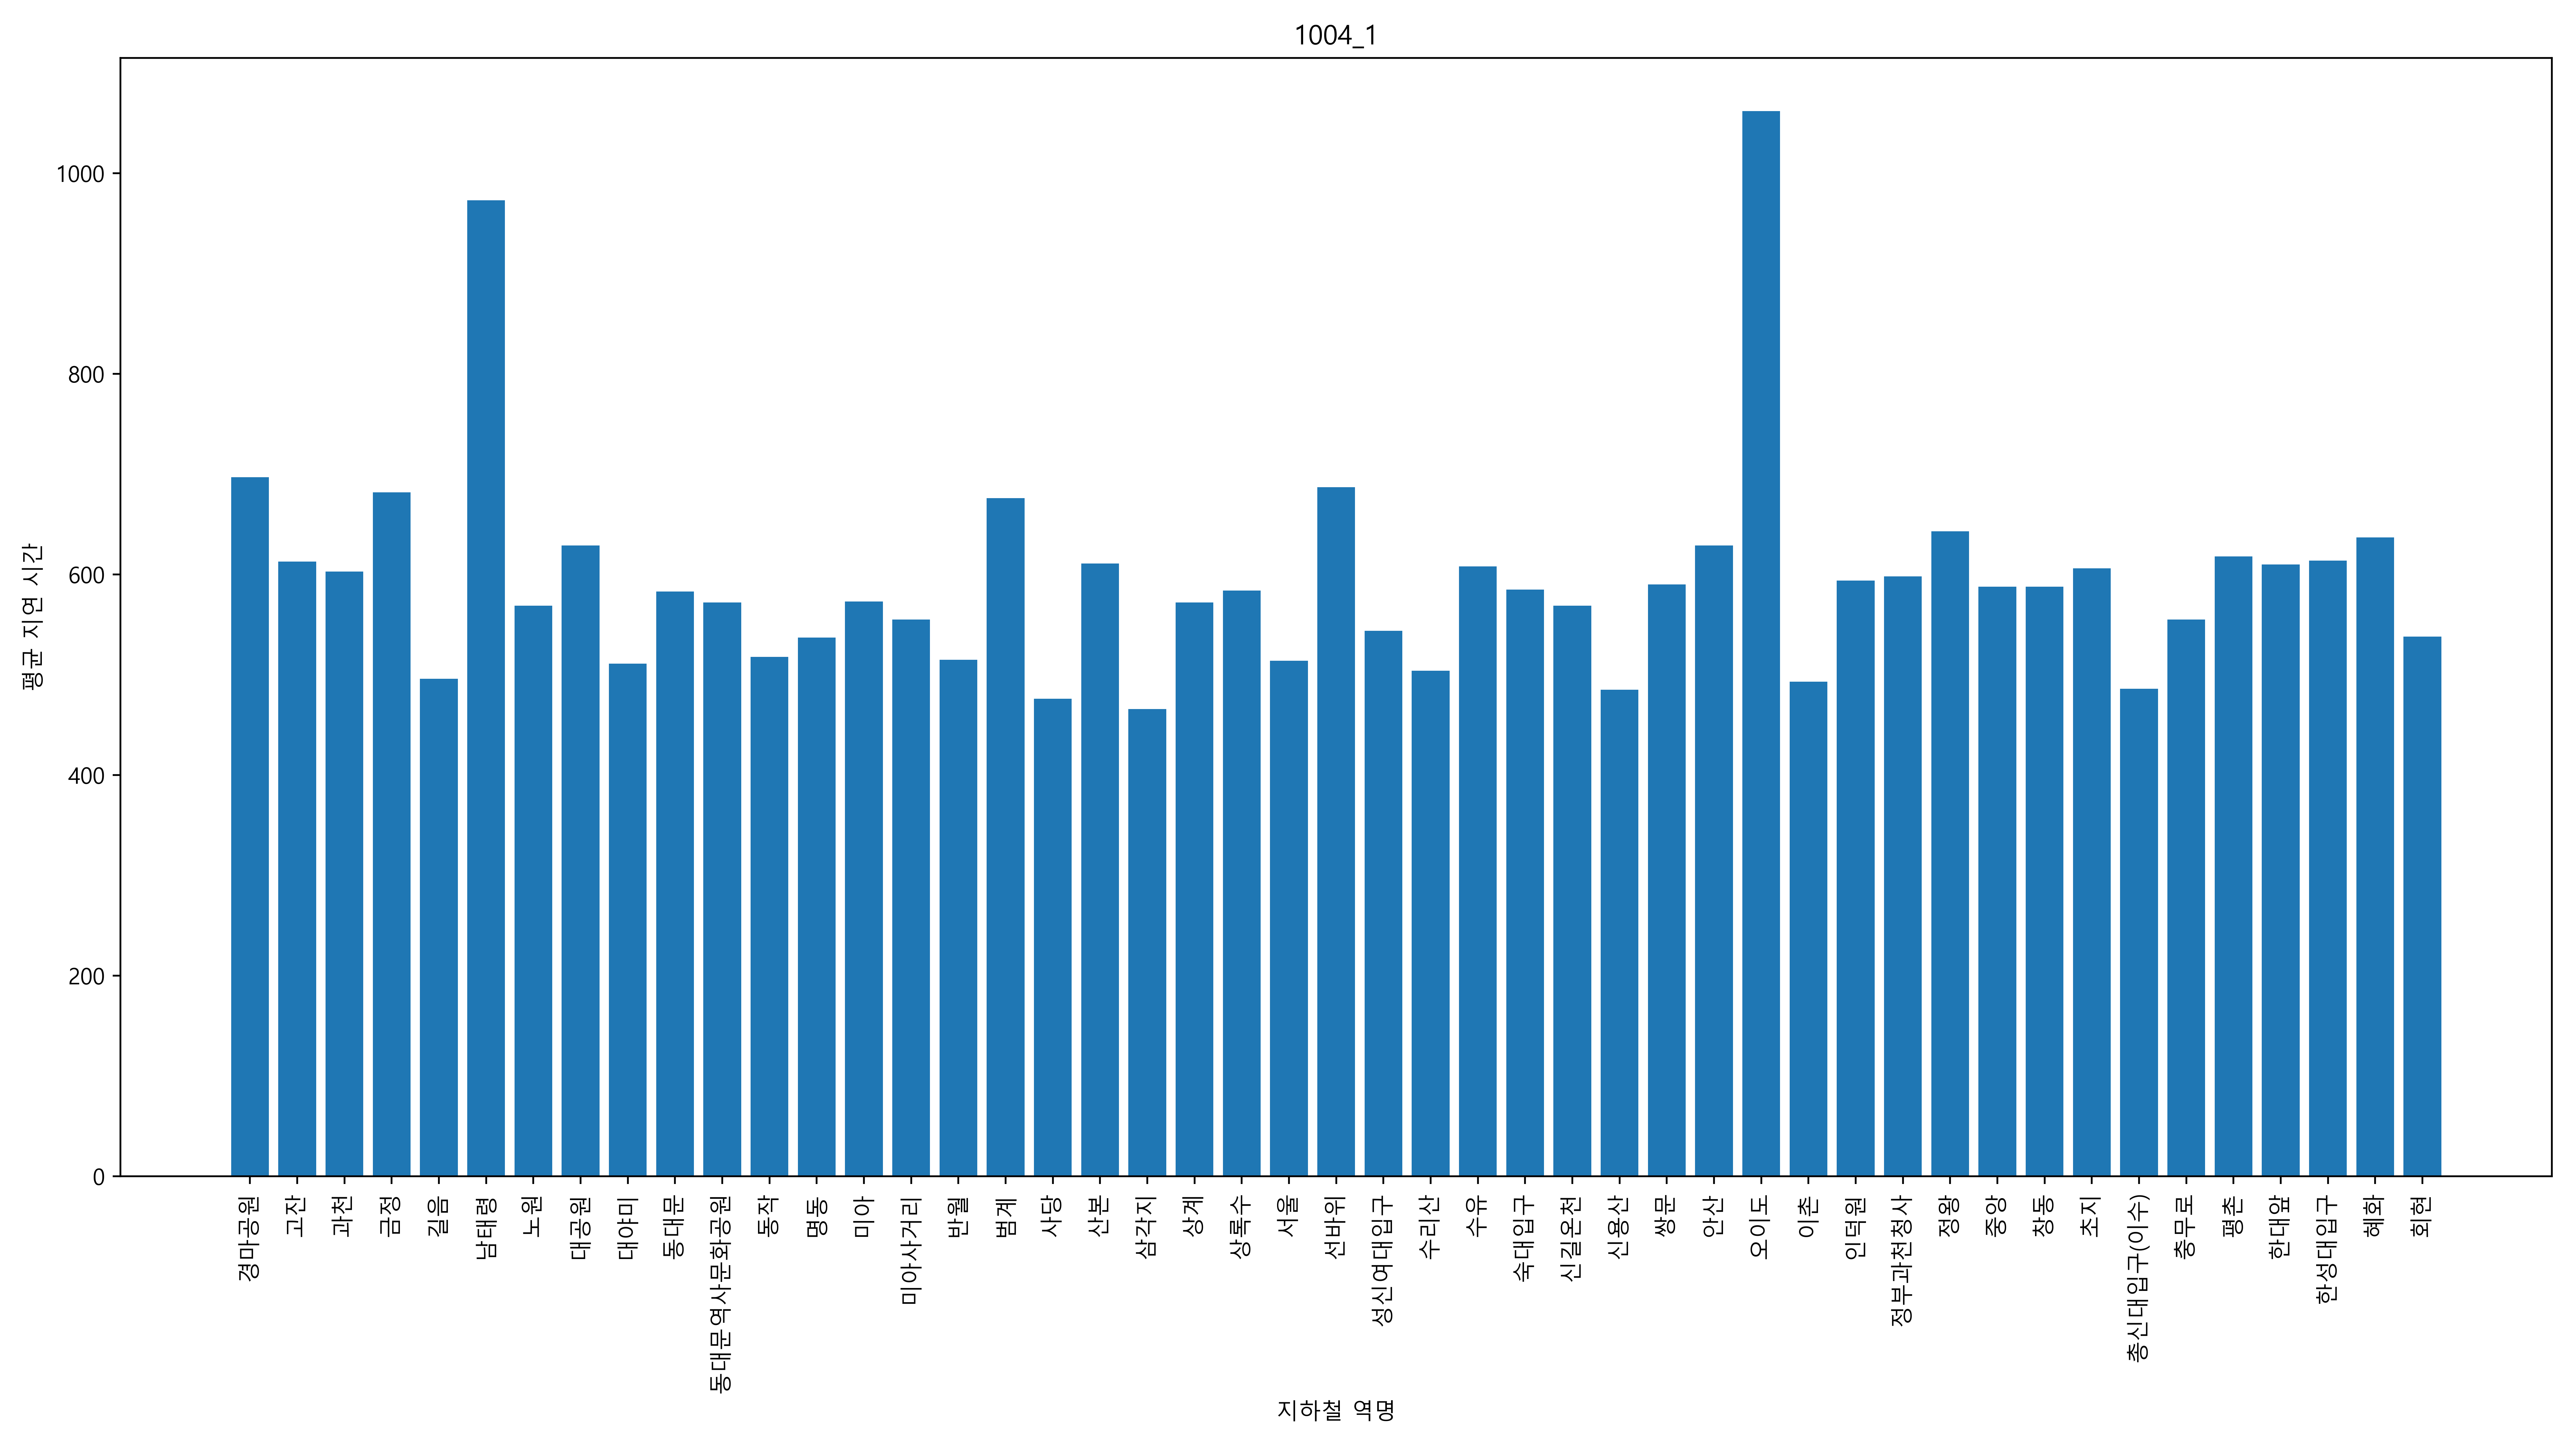 1004_1
평균 지연 시간
1000
800
600
400
200
0
경마공원
고잔
과천
금정
길음
남태령
노원
대공원
대야미
동대문
동대문역사문화공원
동작
명동
미아
미아사거리
반월
범계
사당
산본
삼각지
상계
상록수
서울
선바위
성신여대입구
수리산
수유
숙대입구
신길온천
신용산
쌍문
안산
오이도
이촌
인덕원
정부과천청사
정왕
중앙
창동
초지
총신대입구(이수)
충무로
평촌
한대앞
한성대입구
혜화
회현
지하철 역명